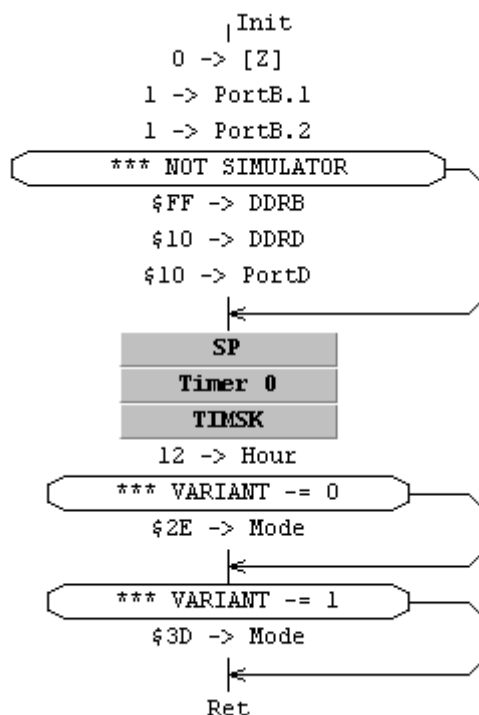 Init
0 -> [Z]
1 -> PortB.1
1 -> PortB.2
*** NOT SIMULATOR
$FF -> DDRB
$10 -> DDRD
$10 -> PortD
SP
Timer 0
TIMSK
12 -> Hour
*** VARIANT -= 0
$2E -> Mode
*** VARIANT -= 1
$3D -> Mode
Ret